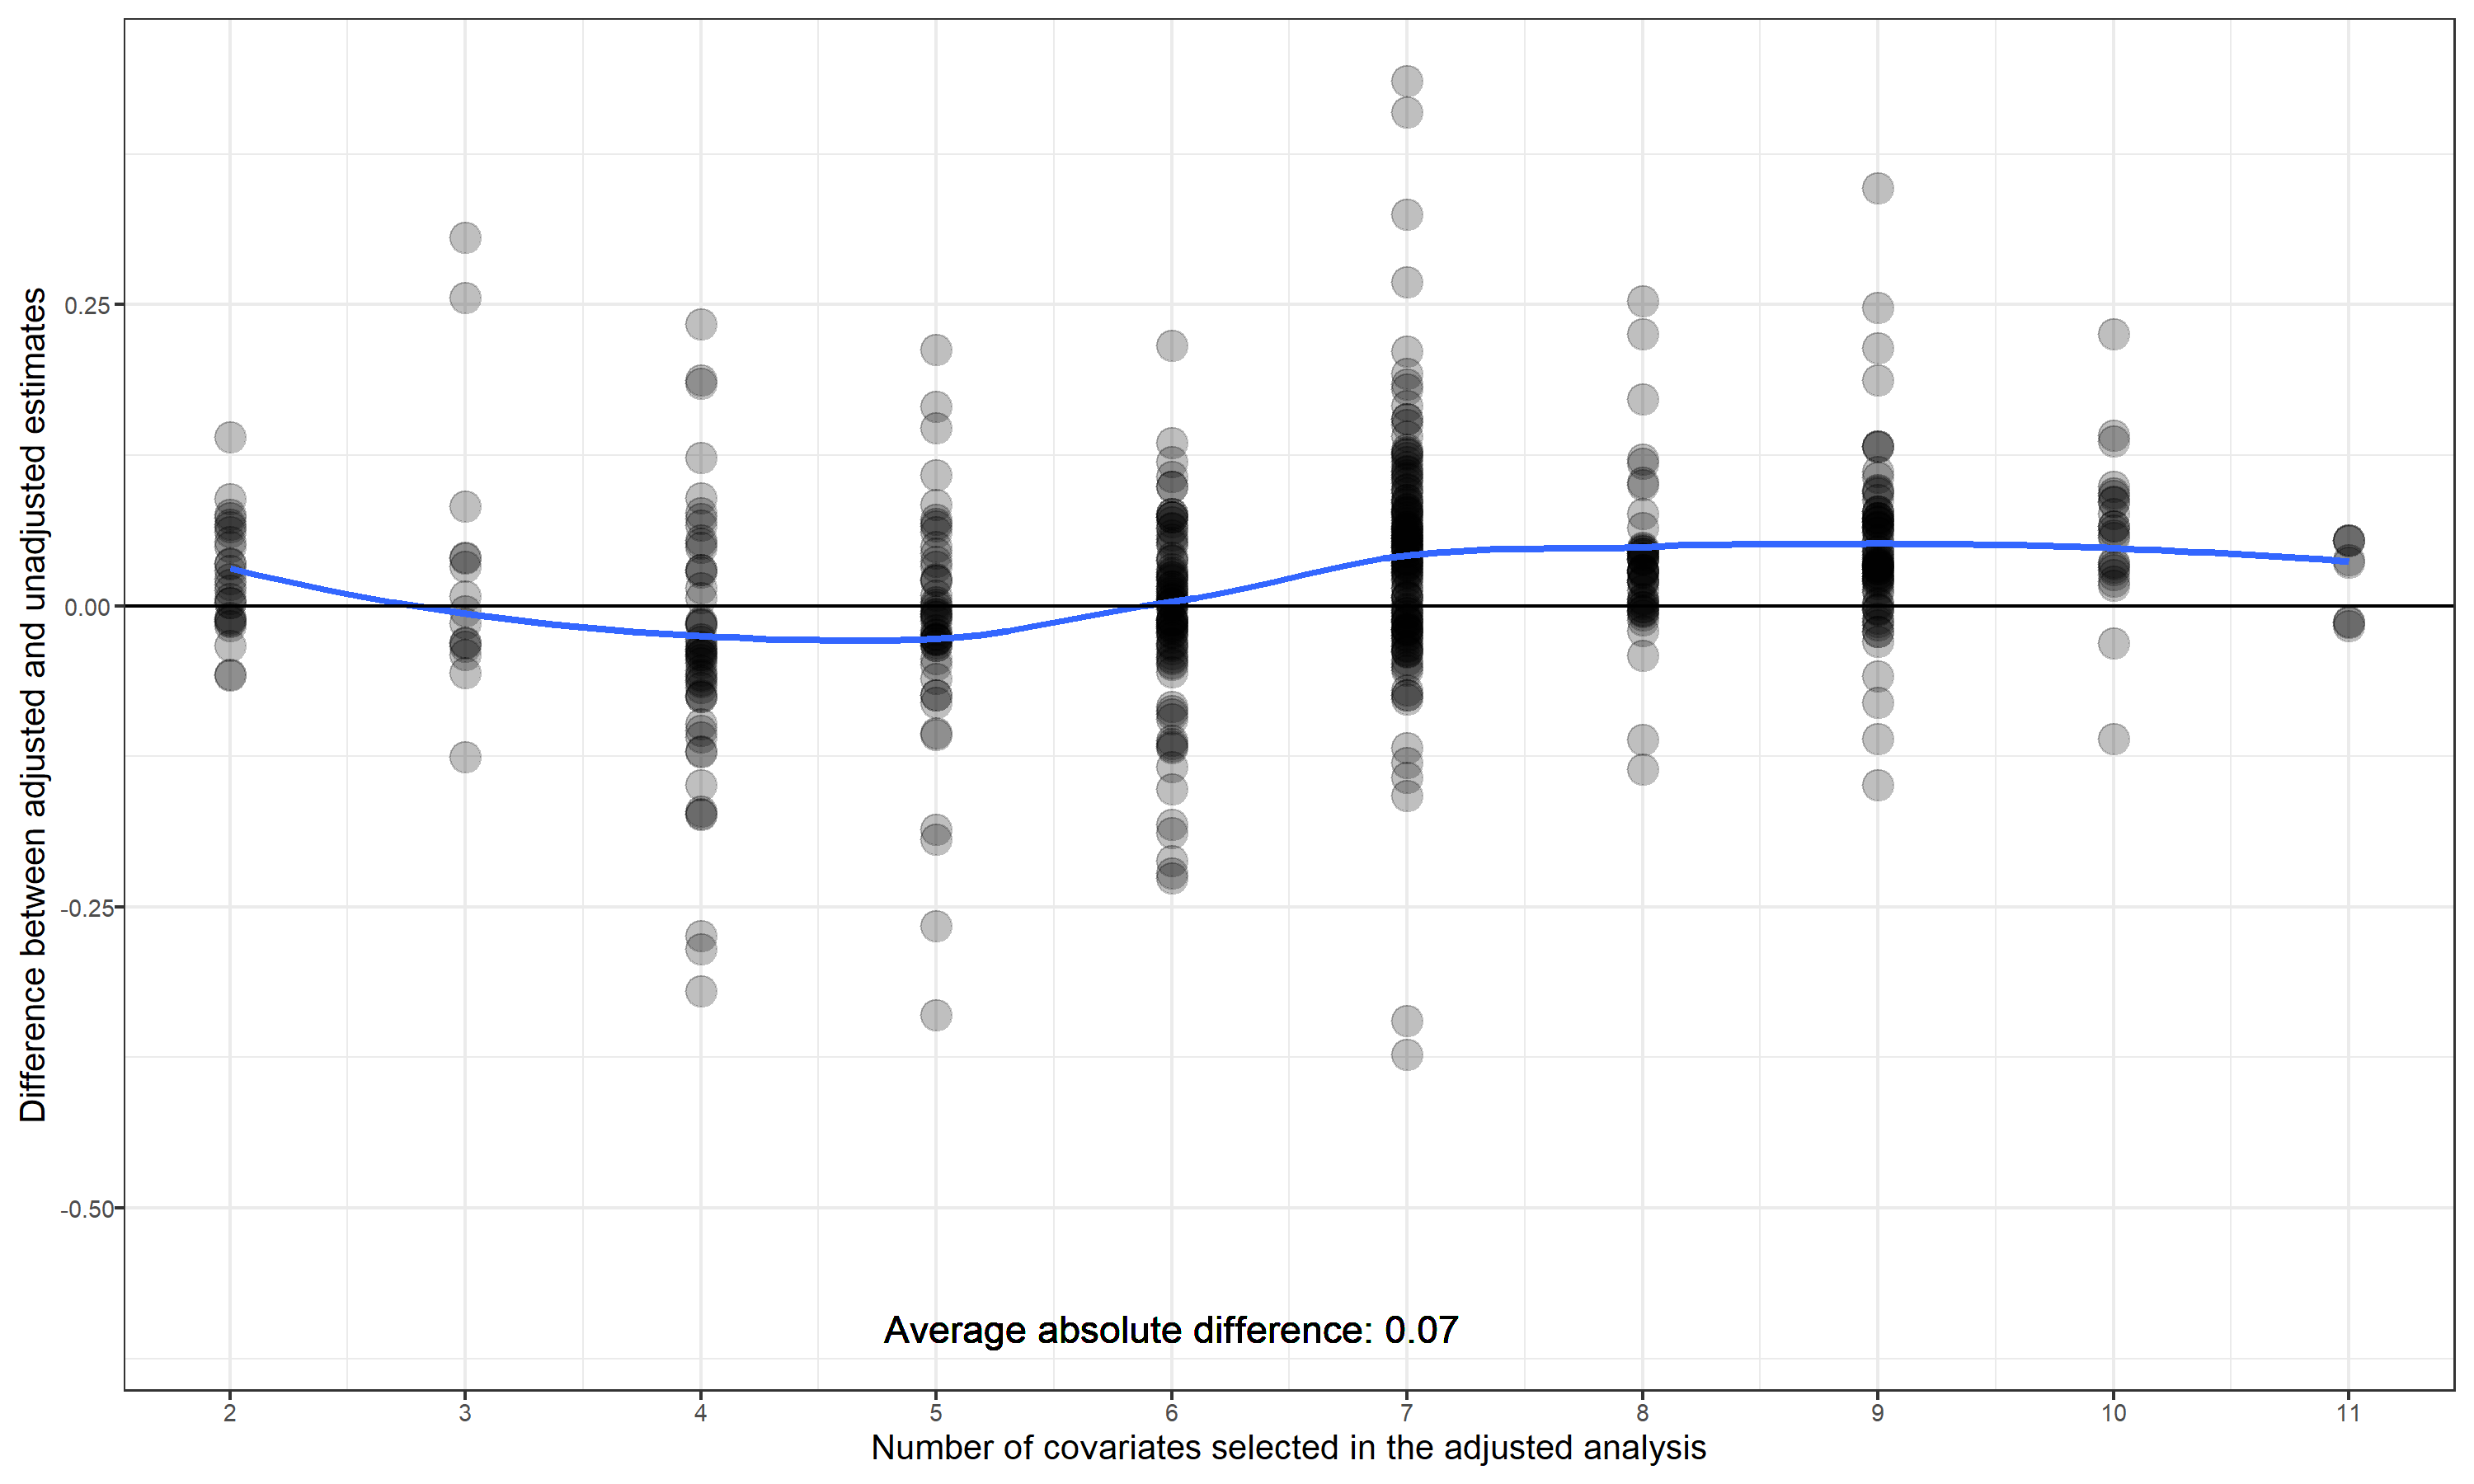 Difference between adjusted and unadjusted estimates
0.25
0.00
-0.25
-0.50
Average absolute difference: 0.07
2 3 4 5 6 7 8 9 10 11
Number of covariates selected in the adjusted analysis